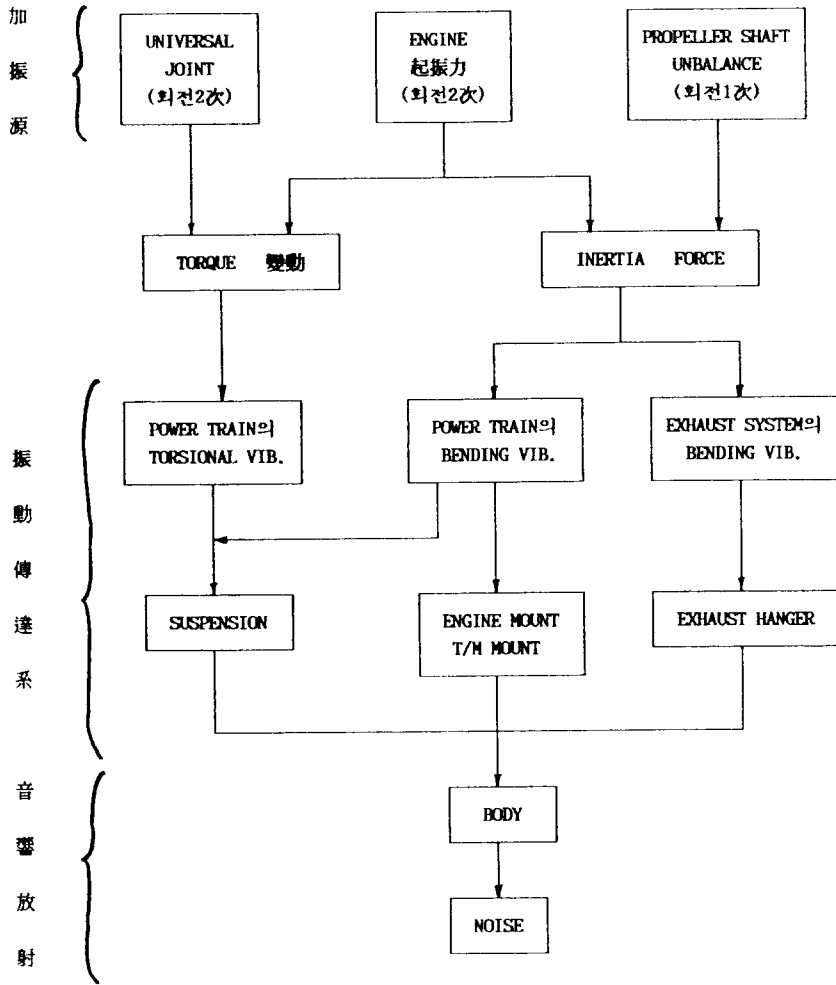 加振源
UNIVERSAL
JOINT
(회전2次)
ENGINE
起振力
(회전2次)
PROPELLER SHAFT
UNBALANCE
(회전1次)
TORQUE 變動
INERTIA FORCE
振動傳達系
POWER TRAIN의
TORSIONAL VIB.
POWER TRAIN의
BENDING VIB.
EXHAUST SYSTEM의
BENDING VIB.
SUSPENSION
ENGINE MOUNT
T/M MOUNT
EXHAUST HANGER
音響放射
BODY
NOISE